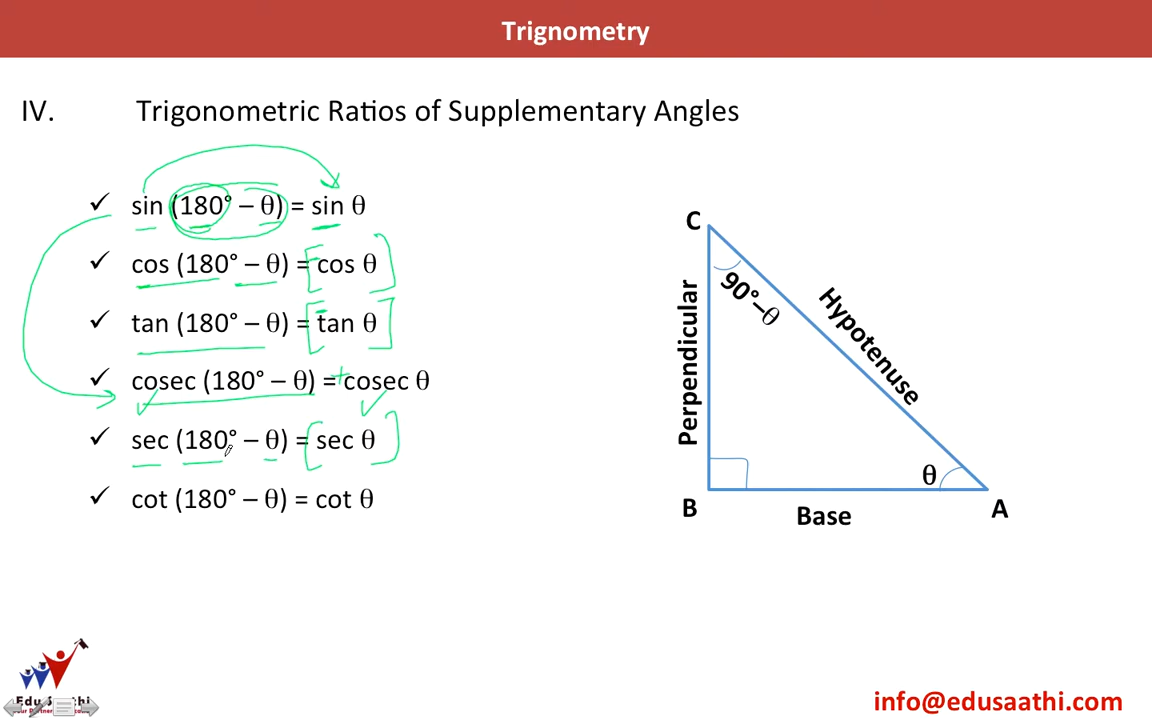 Trignometry
IV. Trigonometric Ratios of Supplementary Angles
✓ sin (180° – θ) = sin θ
✓ cos (180° – θ) = cos θ
✓ tan (180° – θ) = tan θ
✓ cosec (180° – θ) = + cosec θ
✓ sec (180° – θ) = sec θ
✓ cot (180° – θ) = cot θ
C
90°–θ
Perpendicular
Hypotenuse
θ
B
Base
A
info@edusaathi.com